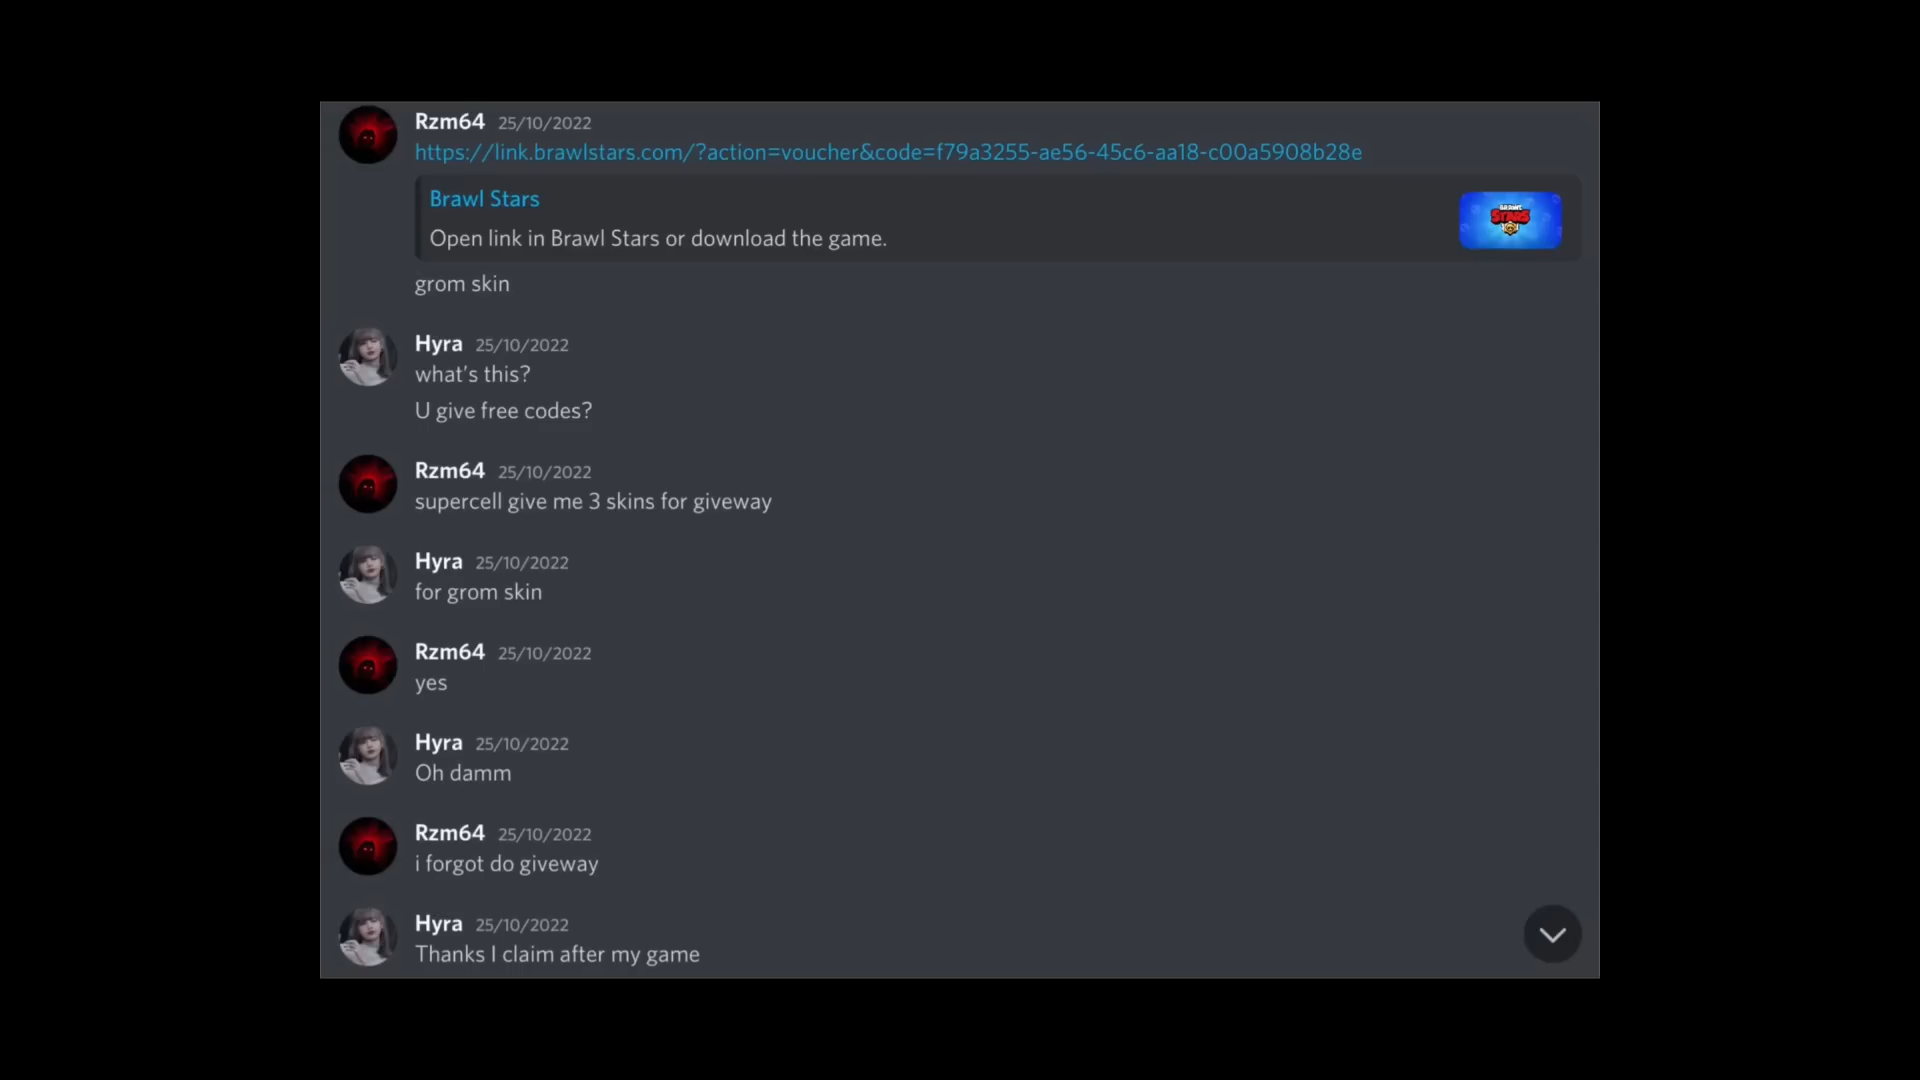 Rzm64 25/10/2022
https://link.brawlstars.com/?action=voucher&code=f79a3255-ae56-45c6-aa18-c00a5908b28e
Brawl Stars
Open link in Brawl Stars or download the game.
BRAWL
STARS
grom skin
Hyra 25/10/2022
what's this?
U give free codes?
Rzm64 25/10/2022
supercell give me 3 skins for giveway
Hyra 25/10/2022
for grom skin
Rzm64 25/10/2022
yes
Hyra 25/10/2022
Oh damm
Rzm64 25/10/2022
i forgot do giveway
Hyra 25/10/2022
Thanks I claim after my game